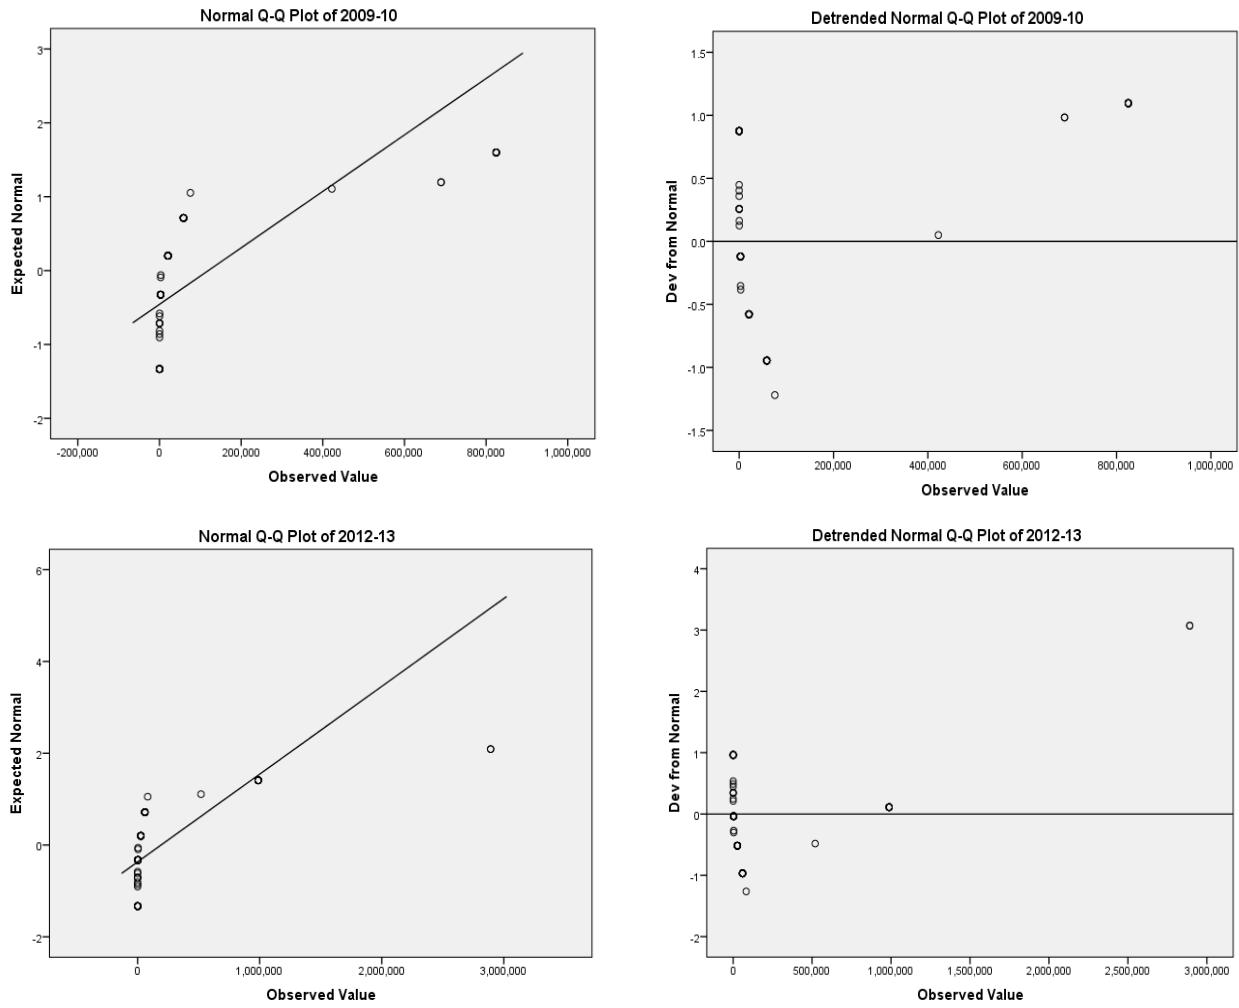 Normal Q-Q Plot of 2009-10
3
2
1
0
-1
-2
Expected Normal
-200,000 0 200,000 400,000 600,000 800,000 1,000,000
Observed Value
Detrended Normal Q-Q Plot of 2009-10
1.5
1.0
0.5
0.0
-0.5
-1.0
-1.5
Dev from Normal
0 200,000 400,000 600,000 800,000 1,000,000
Observed Value
Normal Q-Q Plot of 2012-13
6
4
2
0
-2
Expected Normal
0 1,000,000 2,000,000 3,000,000
Observed Value
Detrended Normal Q-Q Plot of 2012-13
4
3
2
1
0
-1
-2
Dev from Normal
0 500,000 1,000,000 1,500,000 2,000,000 2,500,000 3,000,000
Observed Value